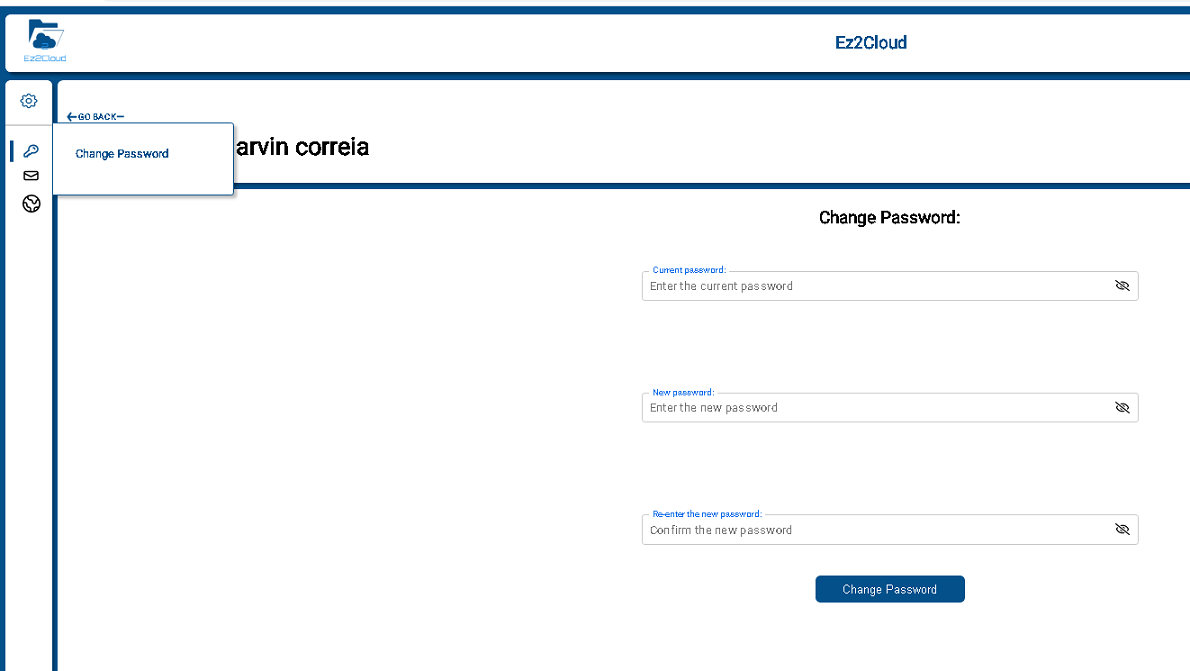 Ez2Cloud
Ez2Cloud
GO BACK
Change Password
arvin correia
Change Password:
Current password:
Enter the current password
New password:
Enter the new password
Re-enter the new password:
Confirm the new password
Change Password